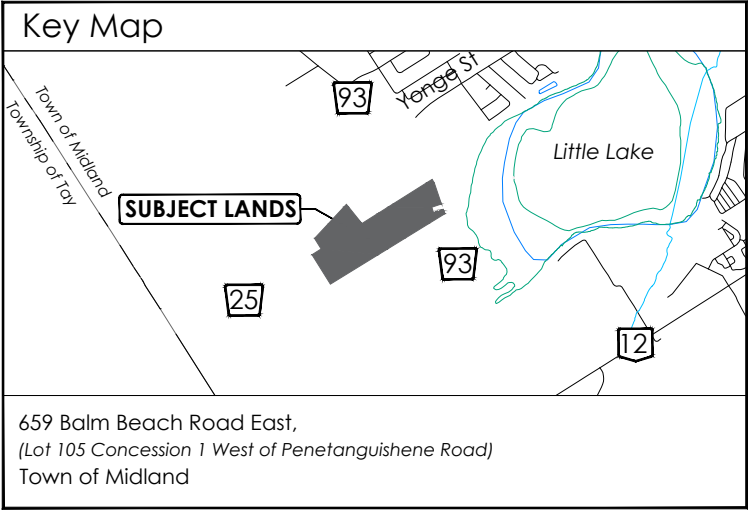 Key Map
93
Yonge St
Town of Midland
Township of Tay
Little Lake
SUBJECT LANDS
93
25
12
659 Balm Beach Road East,
(Lot 105 Concession 1 West of Penetanguishene Road)
Town of Midland